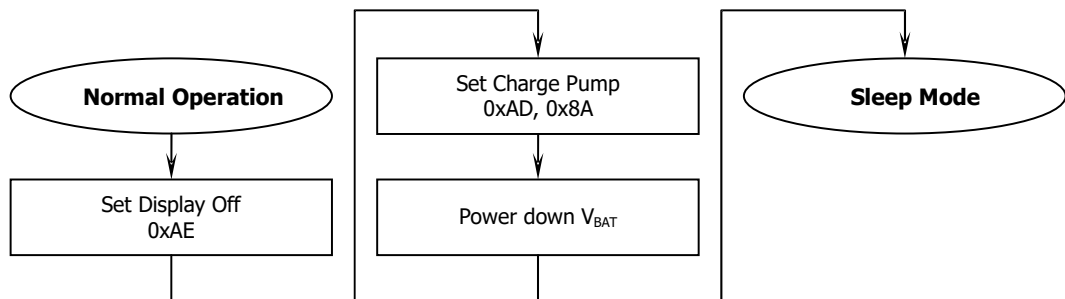 Normal Operation
Set Display Off
0xAE
Set Charge Pump
0xAD, 0x8A
Power down VBAT
Sleep Mode